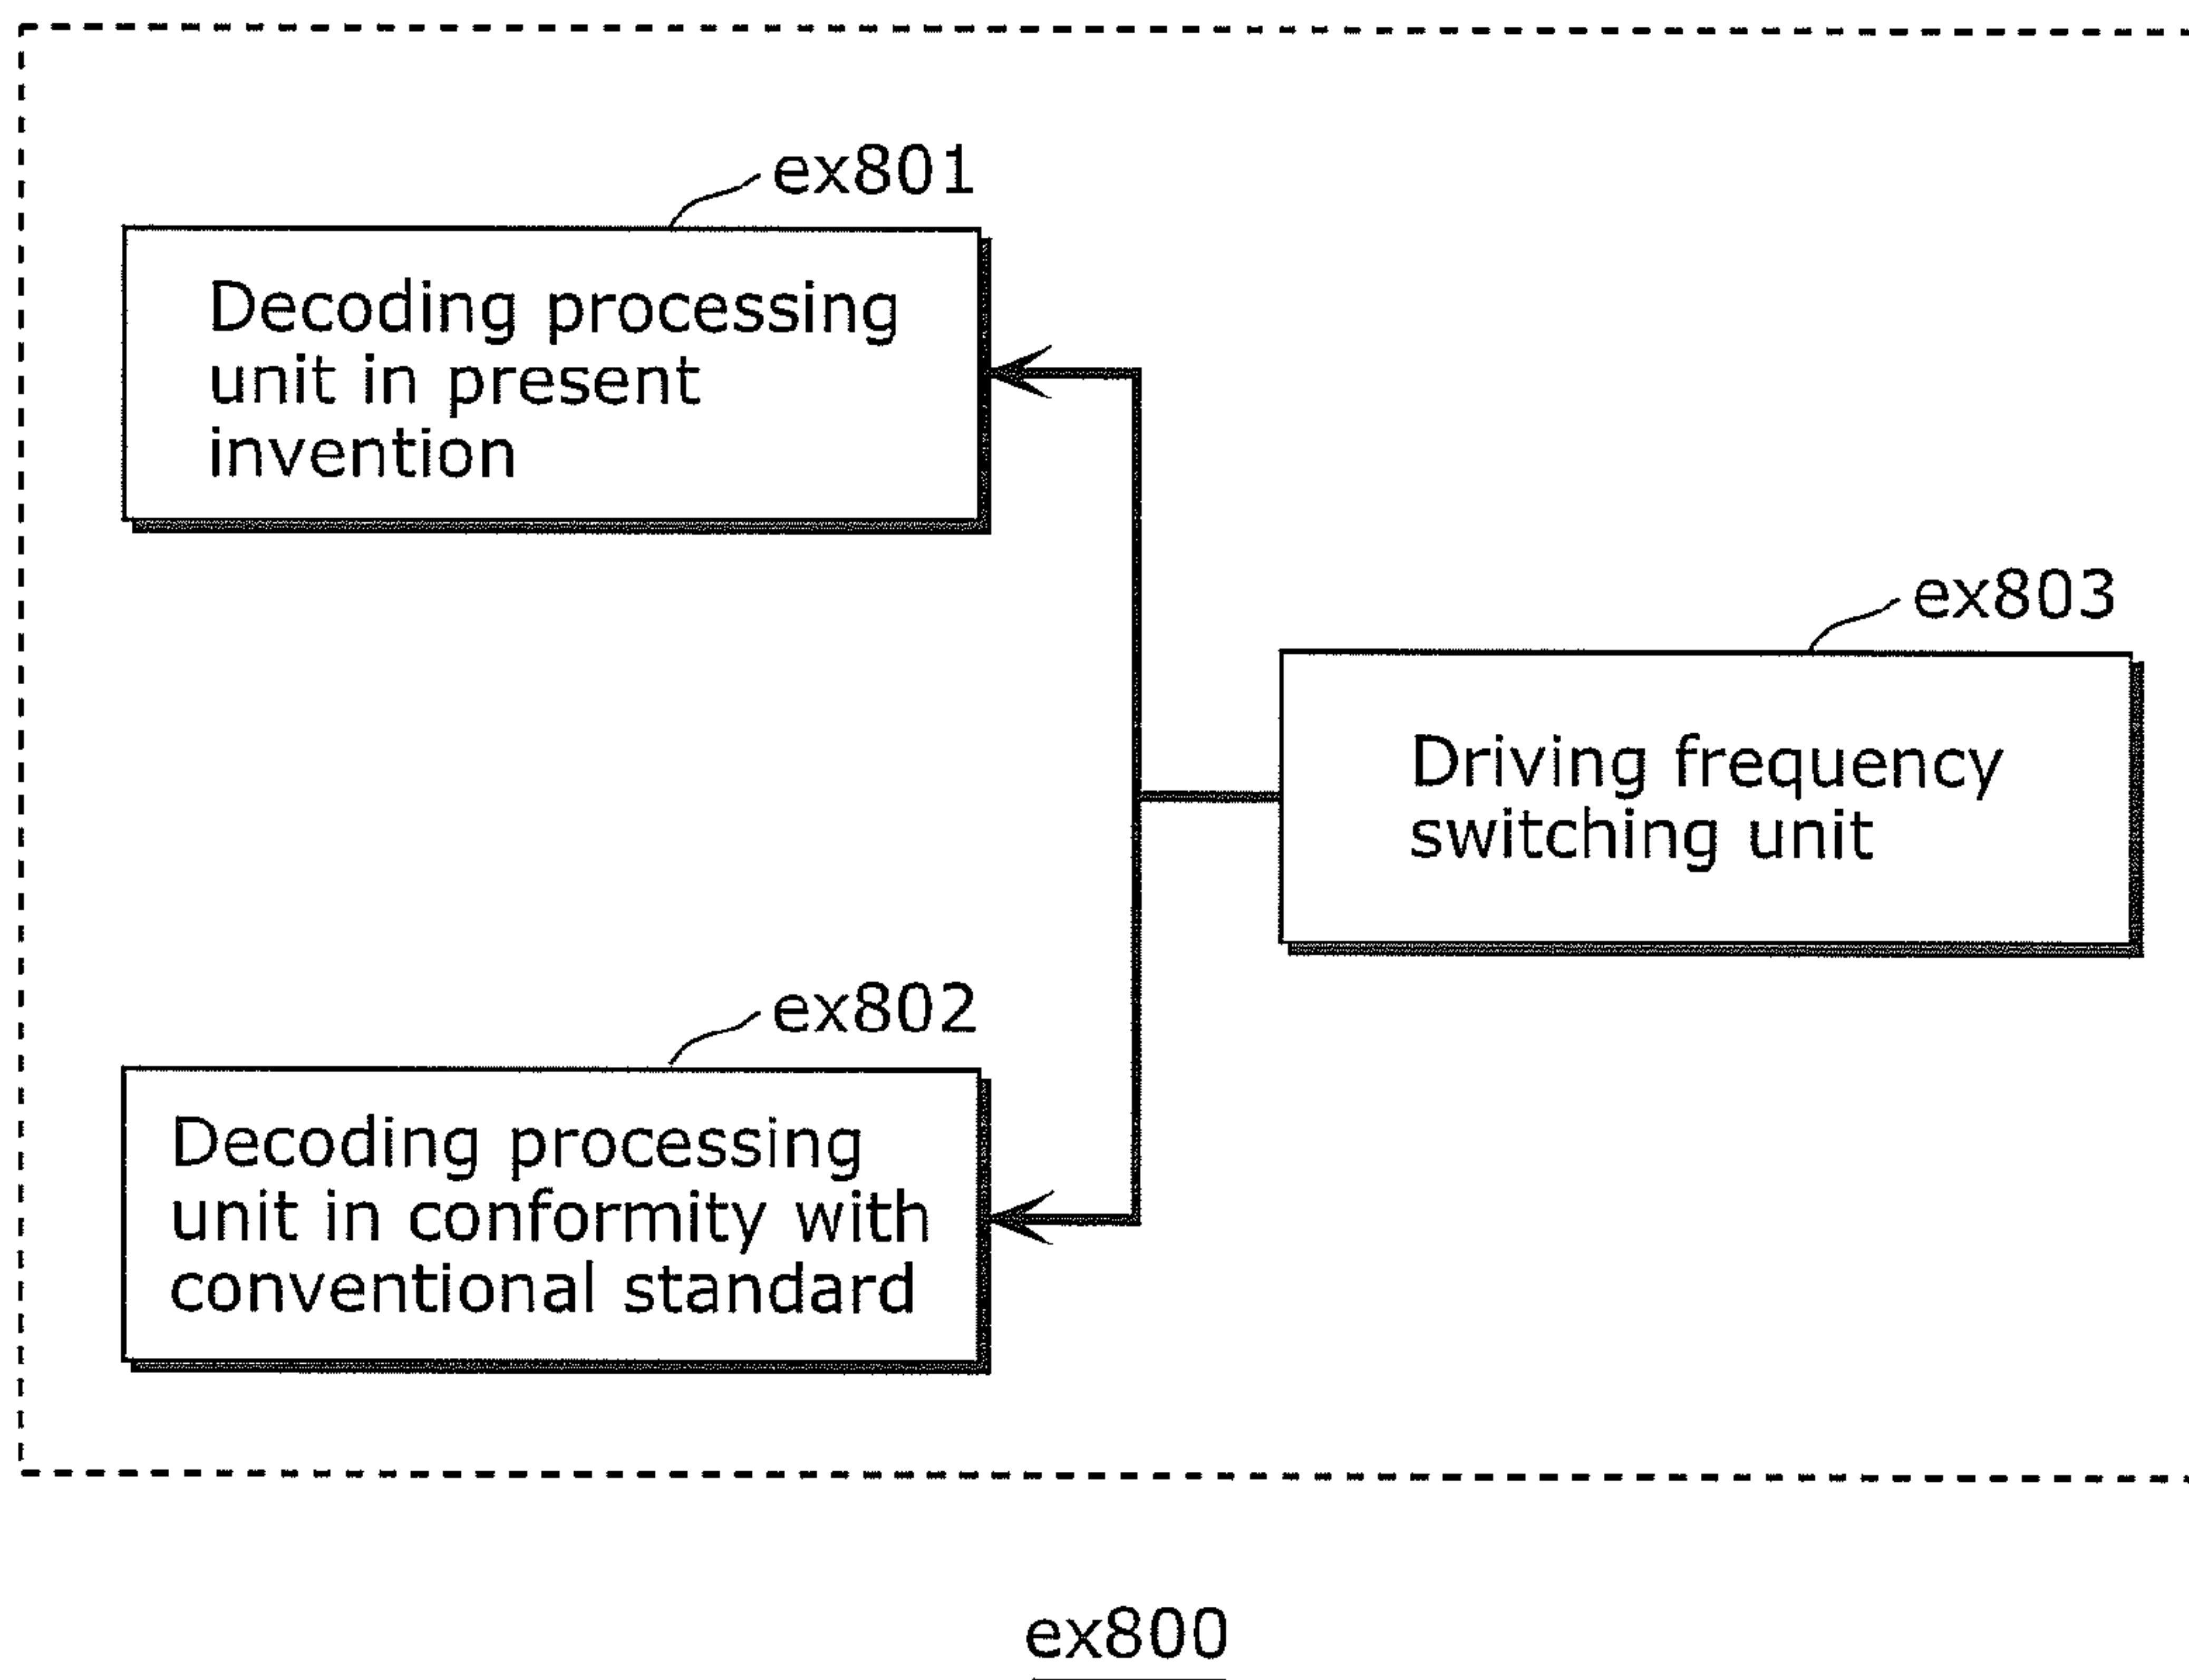 ex801
Decoding processing
unit in present
invention
ex803
Driving frequency
switching unit
ex802
Decoding processing
unit in conformity with
conventional standard
ex800